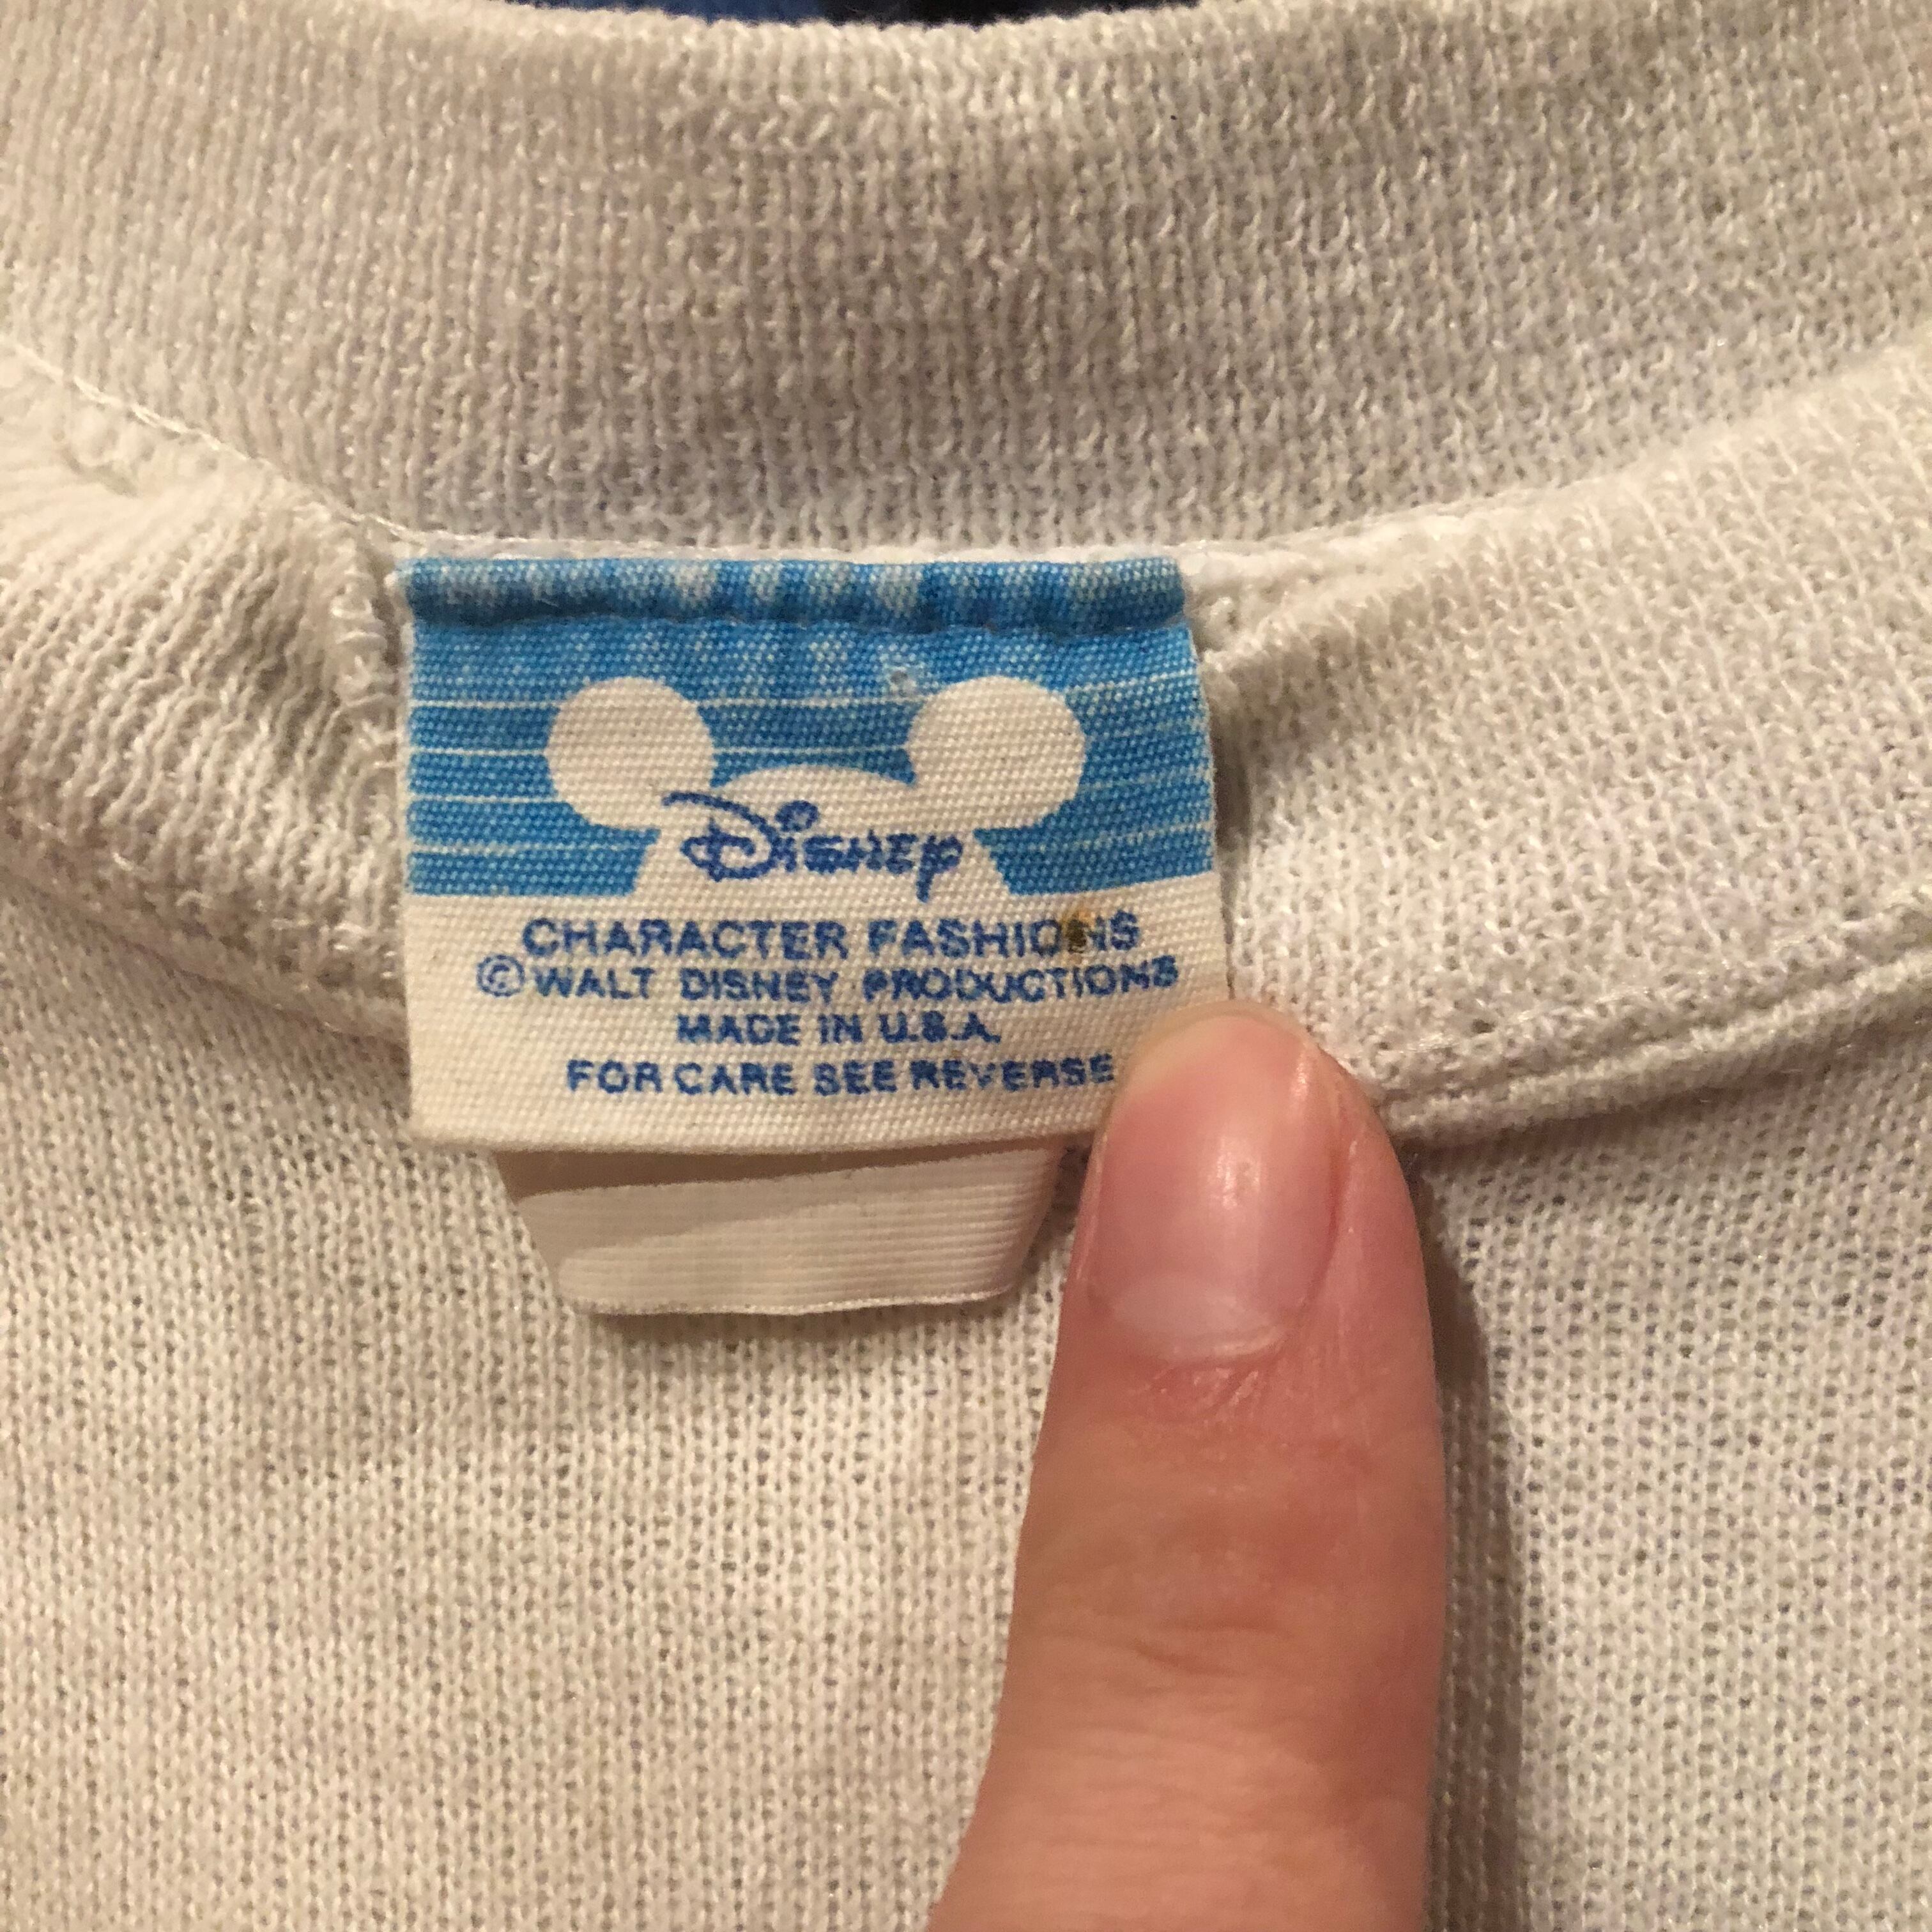 Disney
CHARACTER FASHIONS
©WALT DISNEY PRODUCTIONS
MADE IN U.S.A.
FOR CARE SEE REVERSE